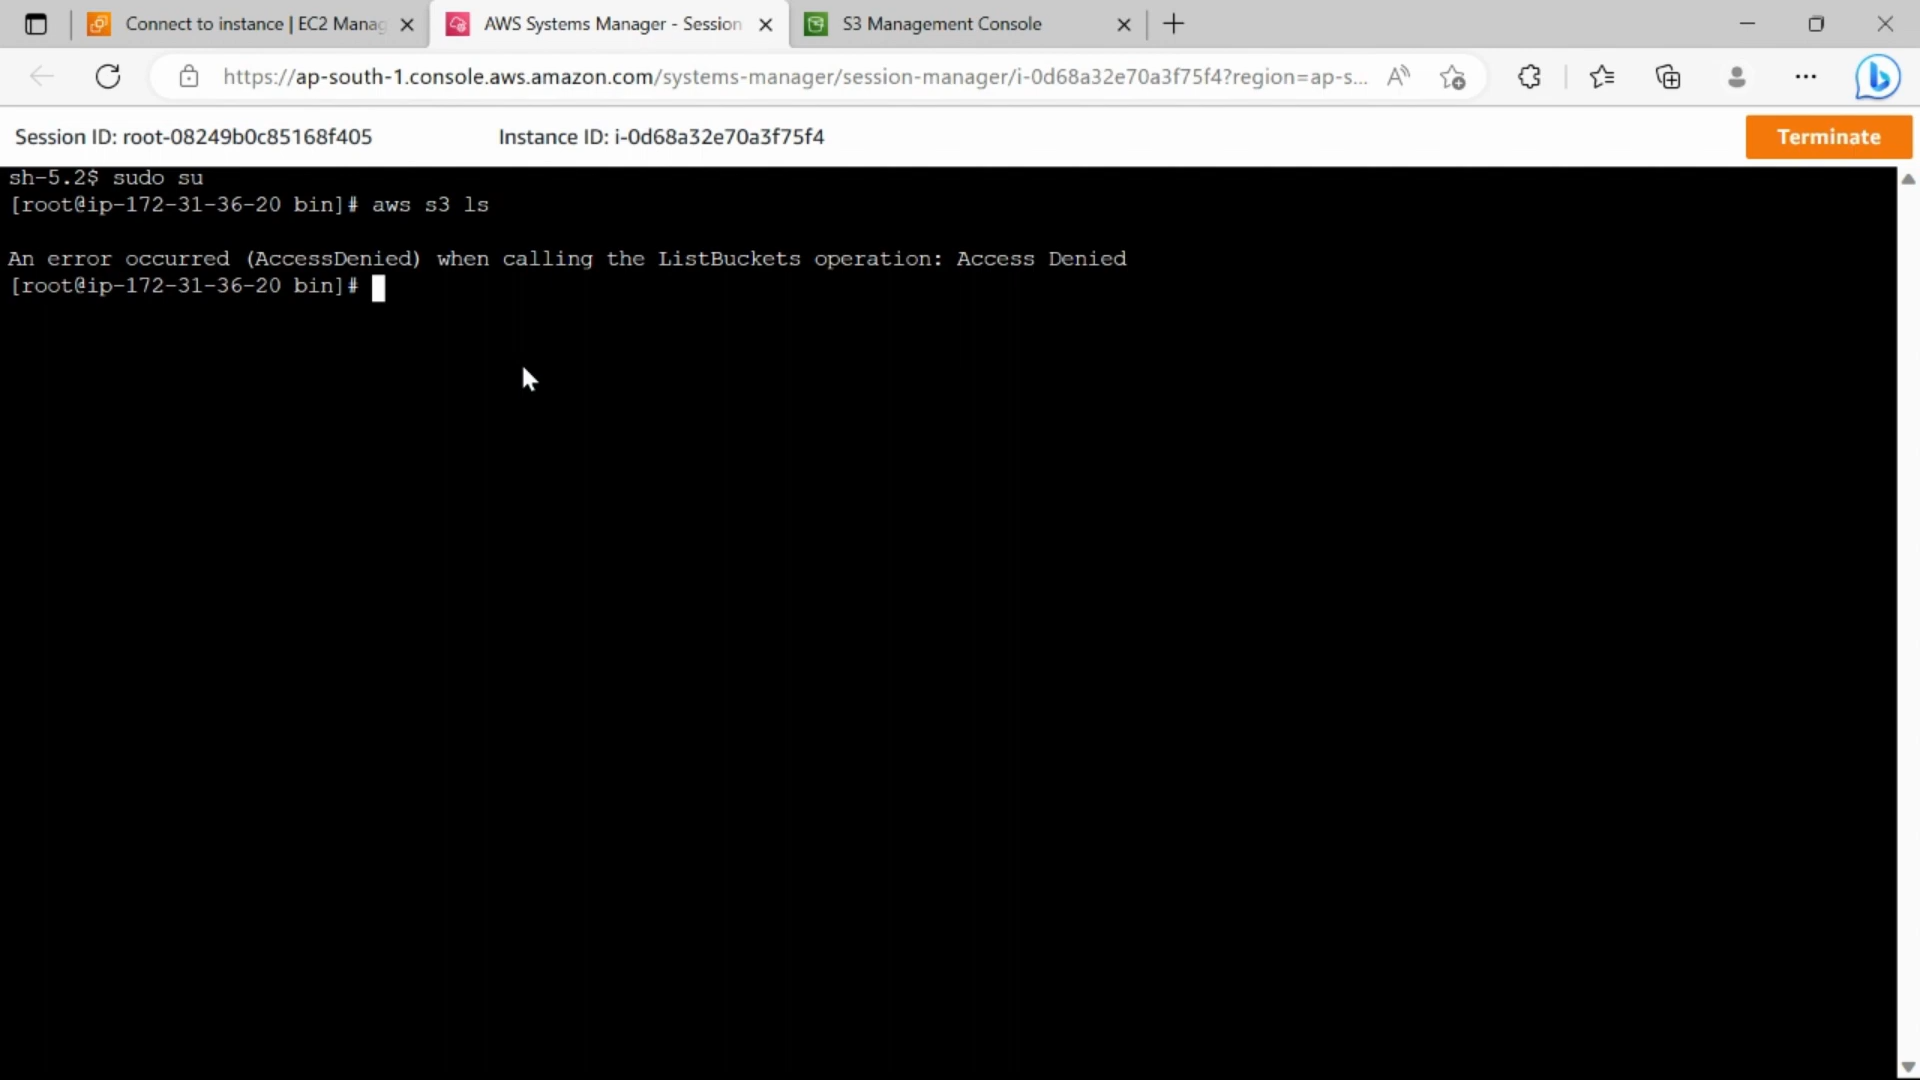 Connect to instance | EC2 Manag
AWS Systems Manager - Session
S3 Management Console
https://ap-south-1.console.aws.amazon.com/systems-manager/session-manager/i-0d68a32e70a3f75f4?region=ap-s...
Session ID: root-08249b0c85168f405
Instance ID: i-0d68a32e70a3f75f4
Terminate
sh-5.2$ sudo su
[root@ip-172-31-36-20 bin]# aws s3 ls
An error occurred (AccessDenied) when calling the ListBuckets operation: Access Denied
[root@ip-172-31-36-20 bin]#